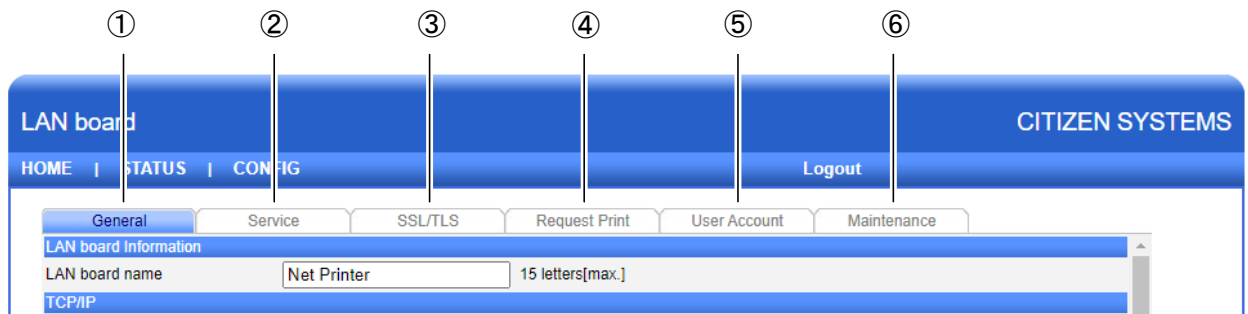 ① ② ③ ④ ⑤ ⑥
LAN board CITIZEN SYSTEMS
HOME | STATUS | CONFIG Logout
General Service SSL/TLS Request Print User Account Maintenance
LAN board Information
LAN board name Net Printer 15 letters[max.]
TCP/IP